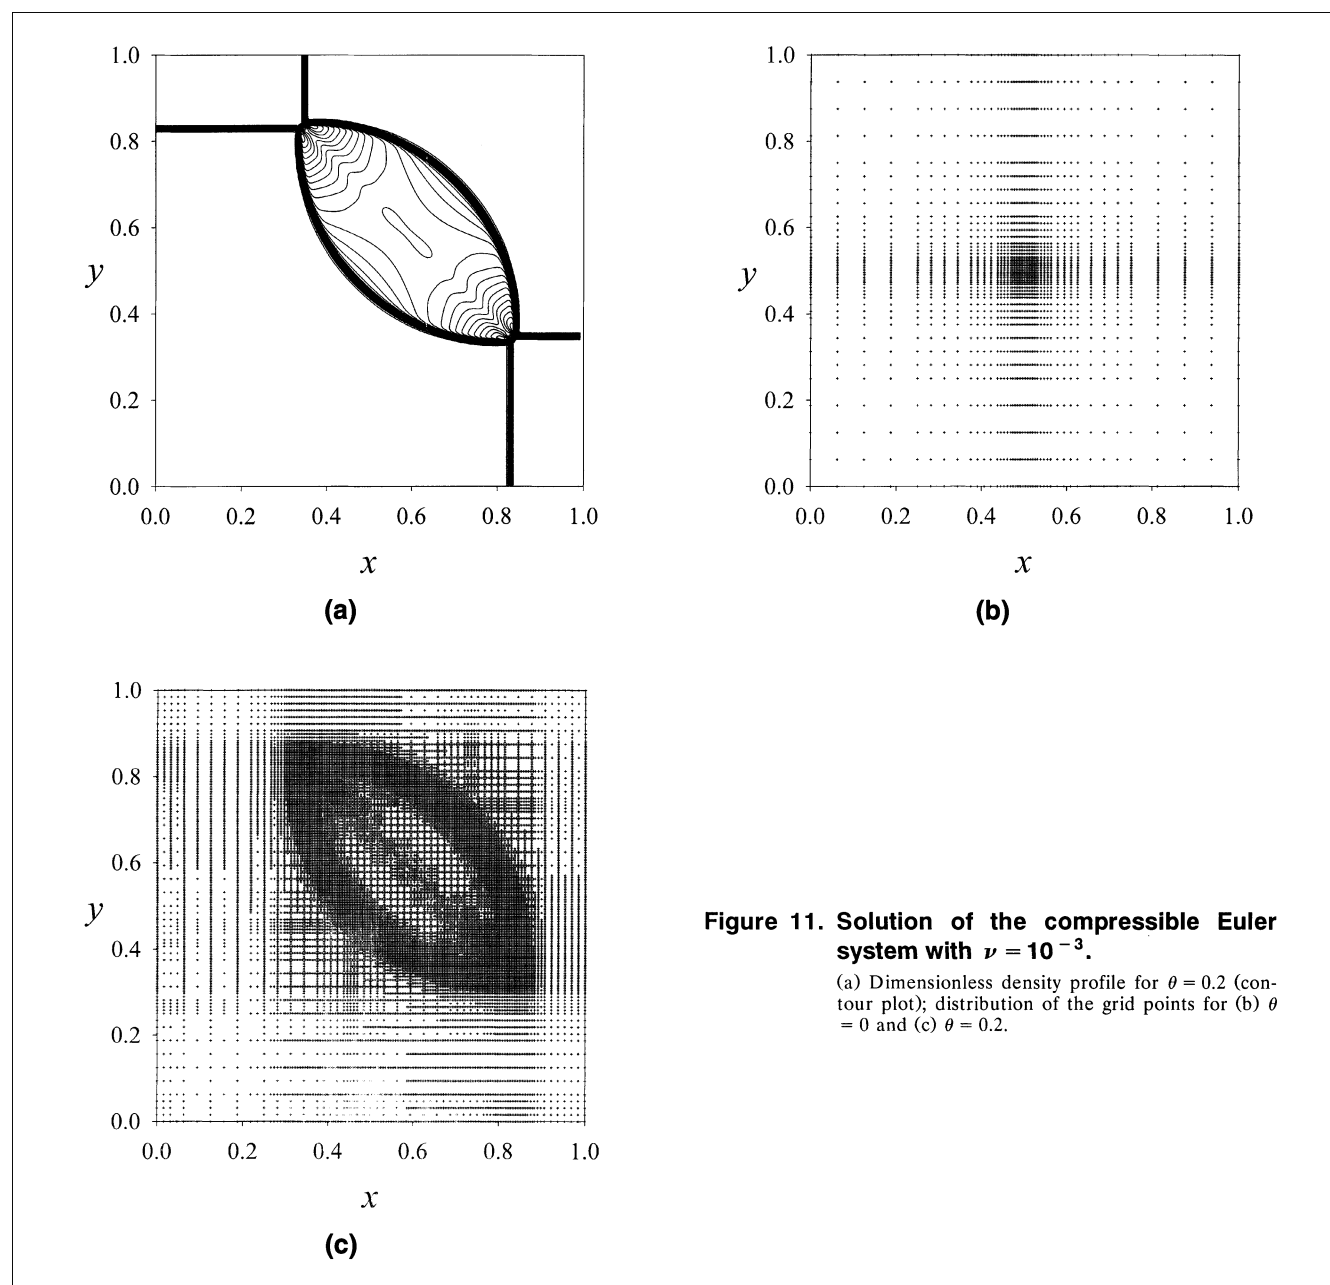 1.0
0.8
0.6
y
0.4
0.2
0.0
0.0 0.2 0.4 0.6 0.8 1.0
x
(a)
1.0
0.8
0.6
y
0.4
0.2
0.0
0.0 0.2 0.4 0.6 0.8 1.0
x
(b)
1.0
0.8
0.6
y
0.4
0.2
0.0
0.0 0.2 0.4 0.6 0.8 1.0
x
(c)
Figure 11. Solution of the compressible Euler
system with ν = 10⁻³.
(a) Dimensionless density profile for θ = 0.2 (con-
tour plot); distribution of the grid points for (b) θ
= 0 and (c) θ = 0.2.